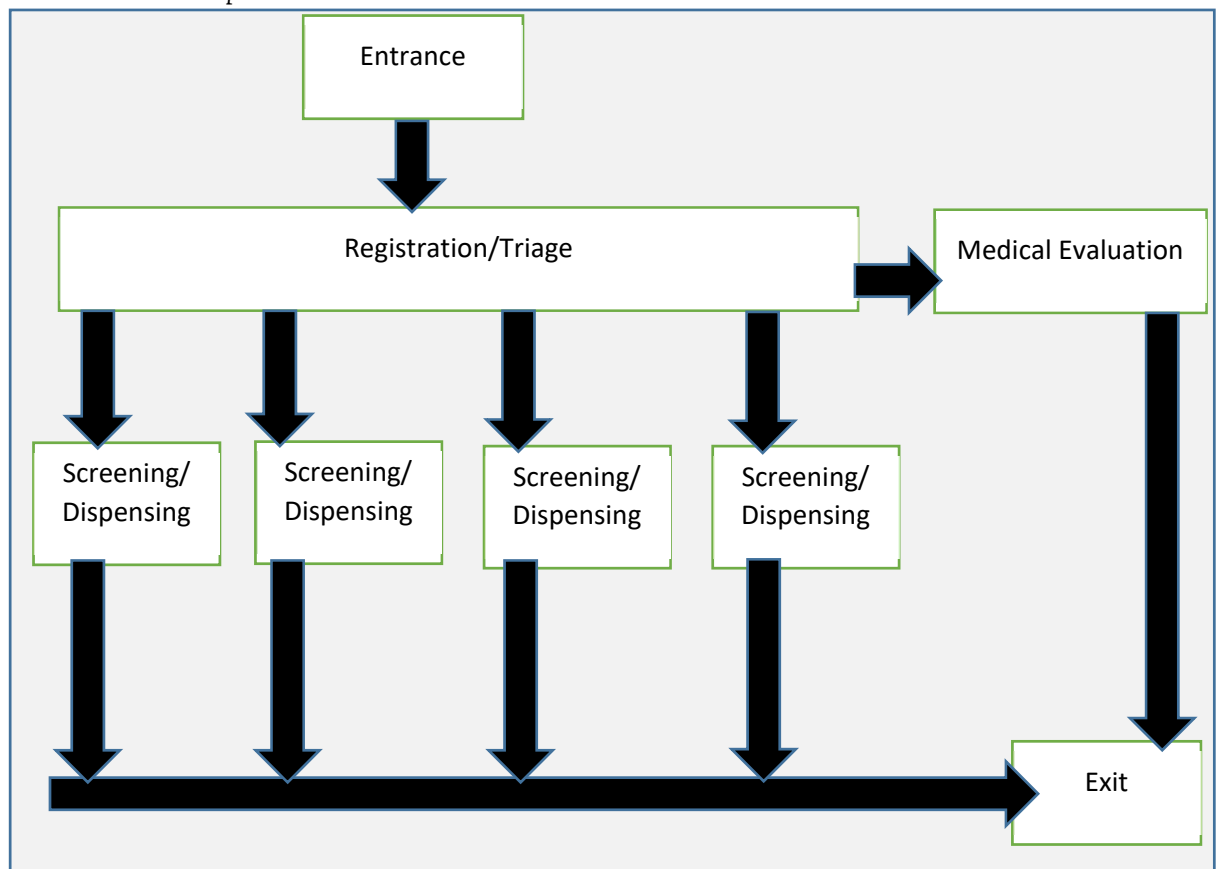 Entrance
Registration/Triage
Medical Evaluation
Screening/
Dispensing
Screening/
Dispensing
Screening/
Dispensing
Screening/
Dispensing
Exit